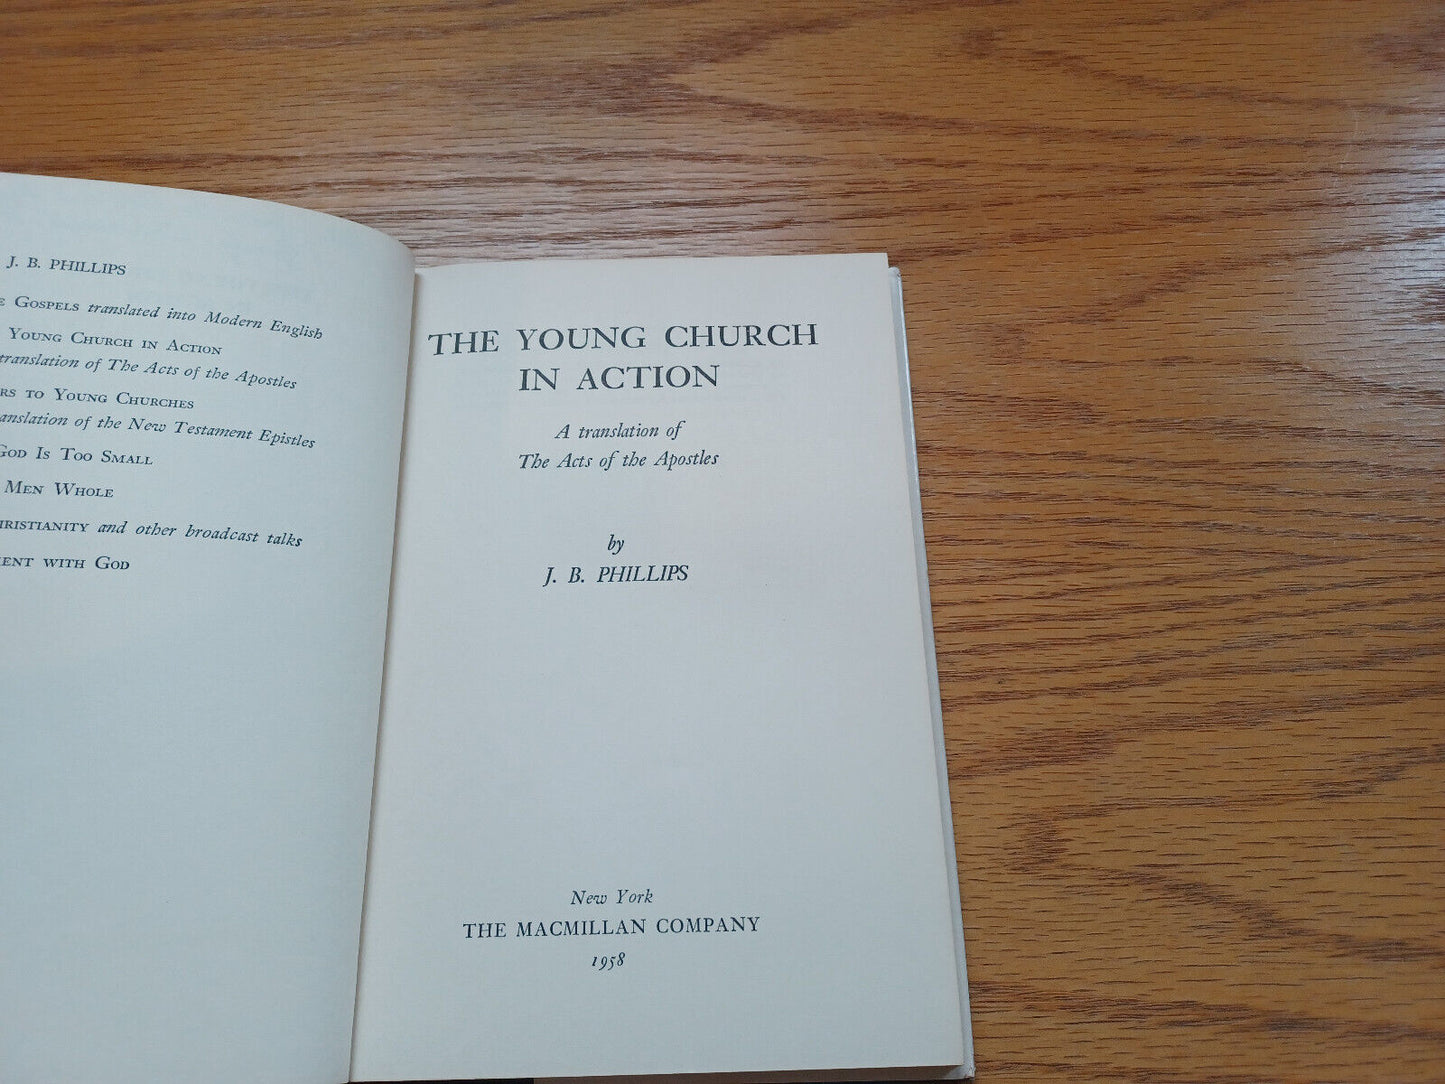 J. B. PHILLIPS
GOSPELS translated into Modern English
YOUNG CHURCH IN ACTION
translation of The Acts of the Apostles
TO YOUNG CHURCHES
of the New Testament Epistles
GOD IS TOO SMALL
MEN WHOLE
and other broadcast talks
WITH GOD
THE YOUNG CHURCH
IN ACTION
A translation of
The Acts of the Apostles
by
J. B. PHILLIPS
New York
THE MACMILLAN COMPANY
1958